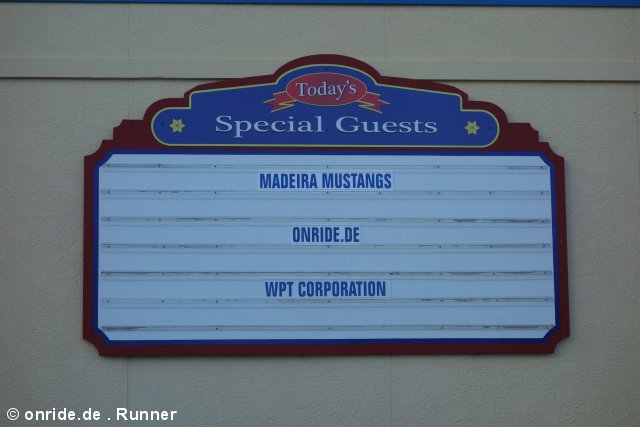 Today's
Special Guests
MADEIRA MUSTANGS
ONRIDE.DE
WPT CORPORATION
© onride.de . Runner